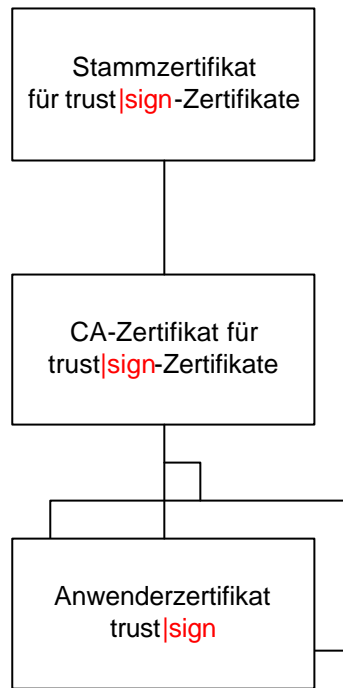 Stammzertifikat
für trust|sign-Zertifikate
CA-Zertifikat für
trust|sign-Zertifikate
Anwenderzertifikat
trust|sign